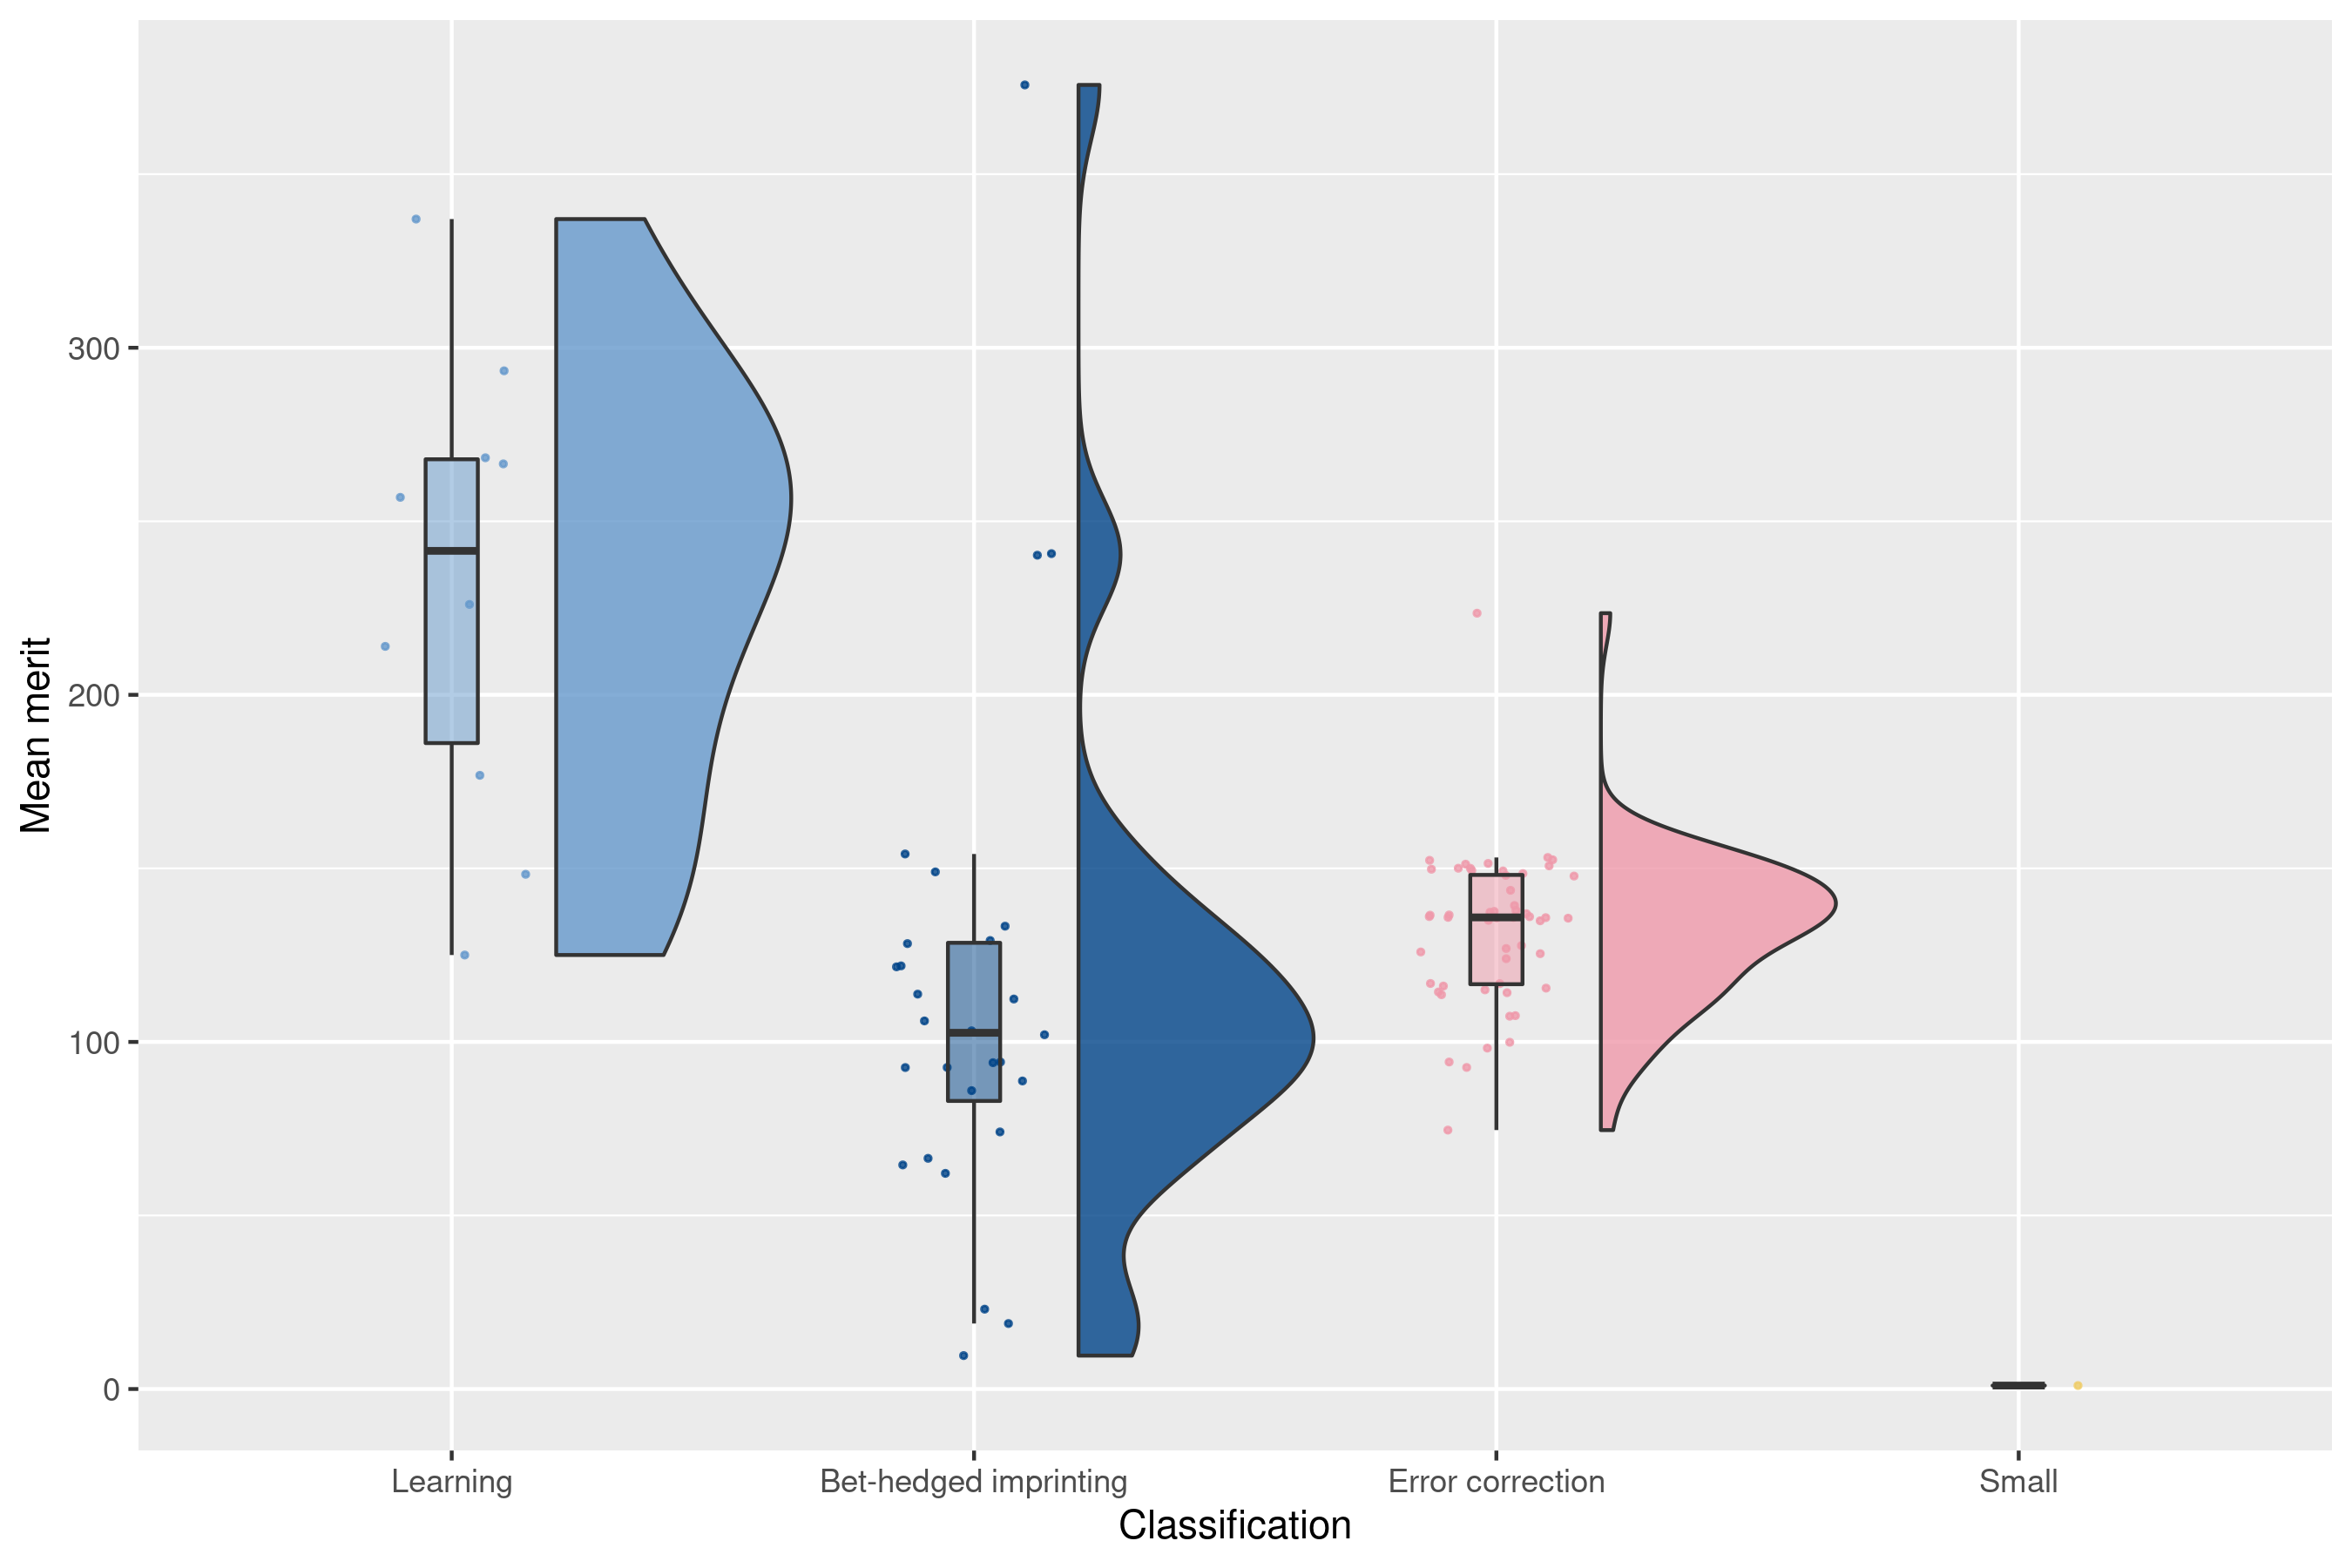 Mean merit
300
200
100
0
Learning
Bet-hedged imprinting
Error correction
Small
Classification